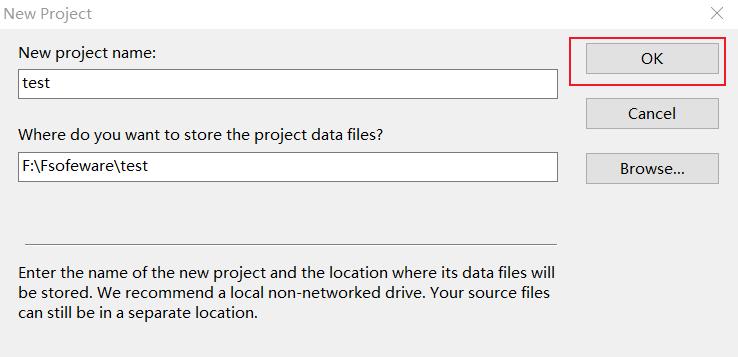 New Project
New project name:
test
OK
Cancel
Where do you want to store the project data files?
F:\Fsofeware\test
Browse...
Enter the name of the new project and the location where its data files will
be stored. We recommend a local non-networked drive. Your source files
can still be in a separate location.